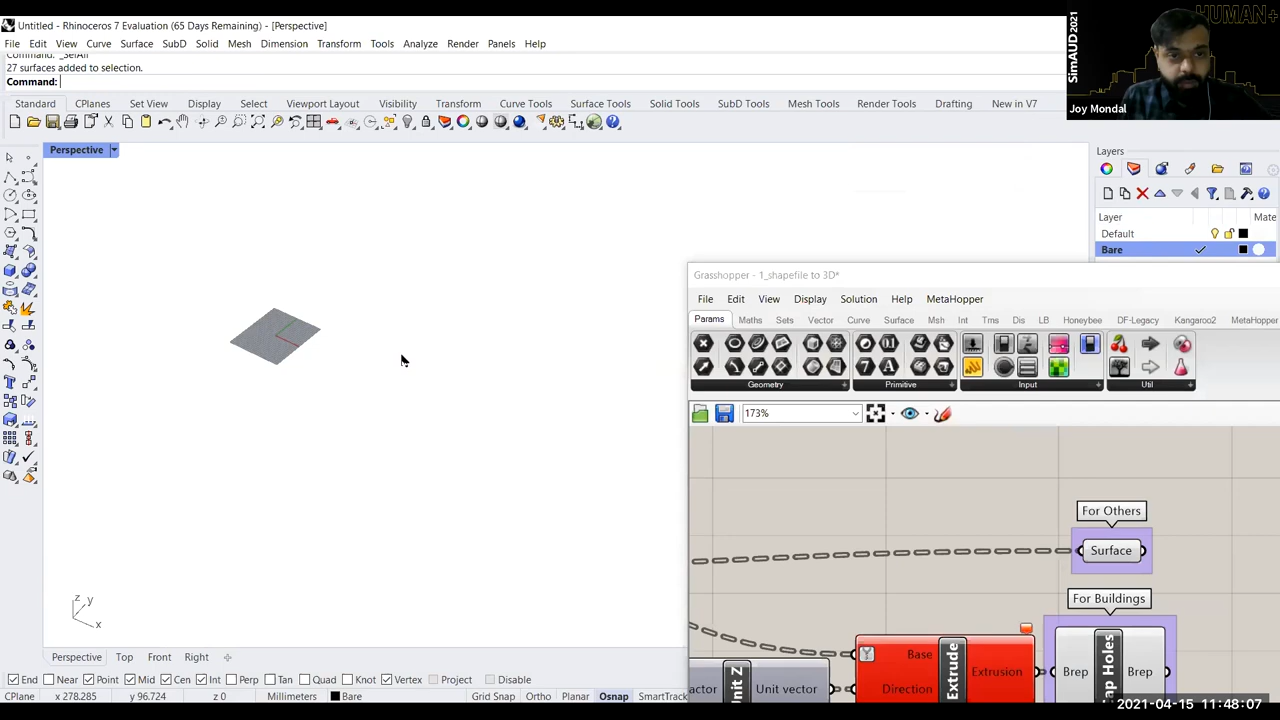 Untitled - Rhinoceros 7 Evaluation (65 Days Remaining) - [Perspective]
File Edit View Curve Surface SubD Solid Mesh Dimension Transform Tools Analyze Render Panels Help
27 surfaces added to selection.
Command:
Standard CPlanes Set View Display Select Viewport Layout Visibility Transform Curve Tools Surface Tools Solid Tools SubD Tools Mesh Tools Render Tools Drafting New in V7
Perspective
HUMAN+
SimAUD2021
Joy Mondal
Layers
Layer Mate
Default
Bare
Grasshopper - 1_shapefile to 3D*
File Edit View Display Solution Help MetaHopper
Params Maths Sets Vector Curve Surface Msh Int Trns Dis LB Honeybee DF-Legacy Kangaroo2 MetaHopper
Geometry Primitive Input Util
173%
For Others
Surface
For Buildings
Base Extrude Extrusion
Direction
actor Unit Z Unit vector
Brep Cap Holes Brep
z y
x
Perspective Top Front Right
End Near Point Mid Cen Int Perp Tan Quad Knot Vertex Project Disable
CPlane x 278.285 y 96.724 z 0 Millimeters Bare Grid Snap Ortho Planar Osnap SmartTrack
2021-04-15 11:48:07